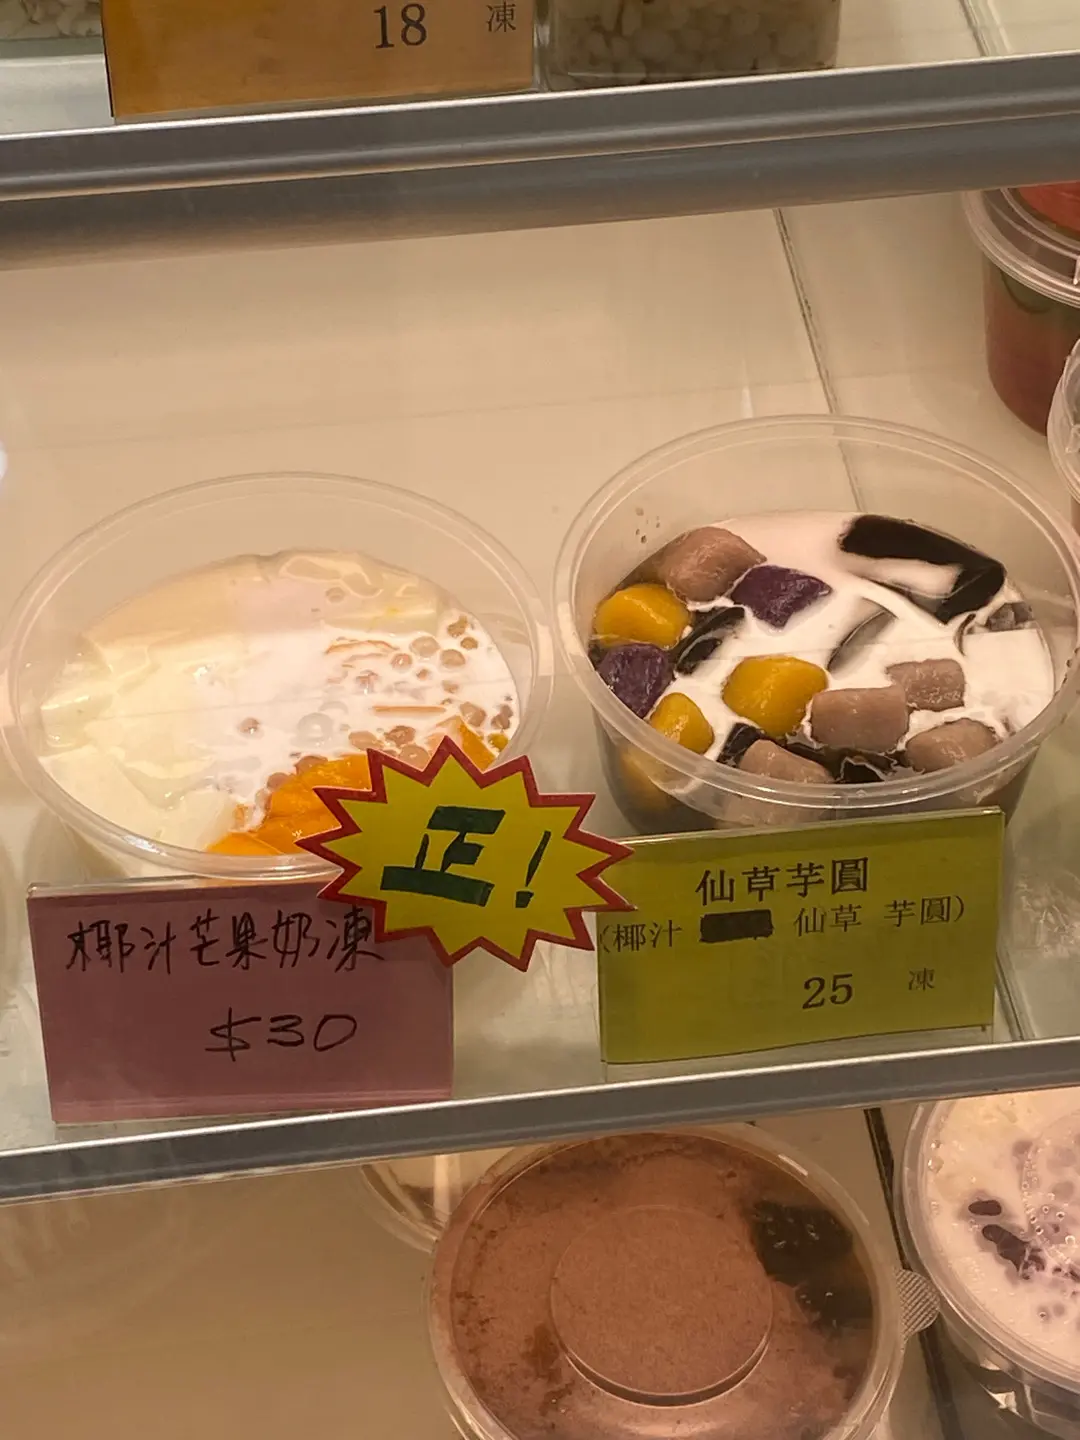 18 凍
椰汁芒果奶凍
$30
正!
仙草芋圓
(椰汁 仙草 芋圓)
25 凍